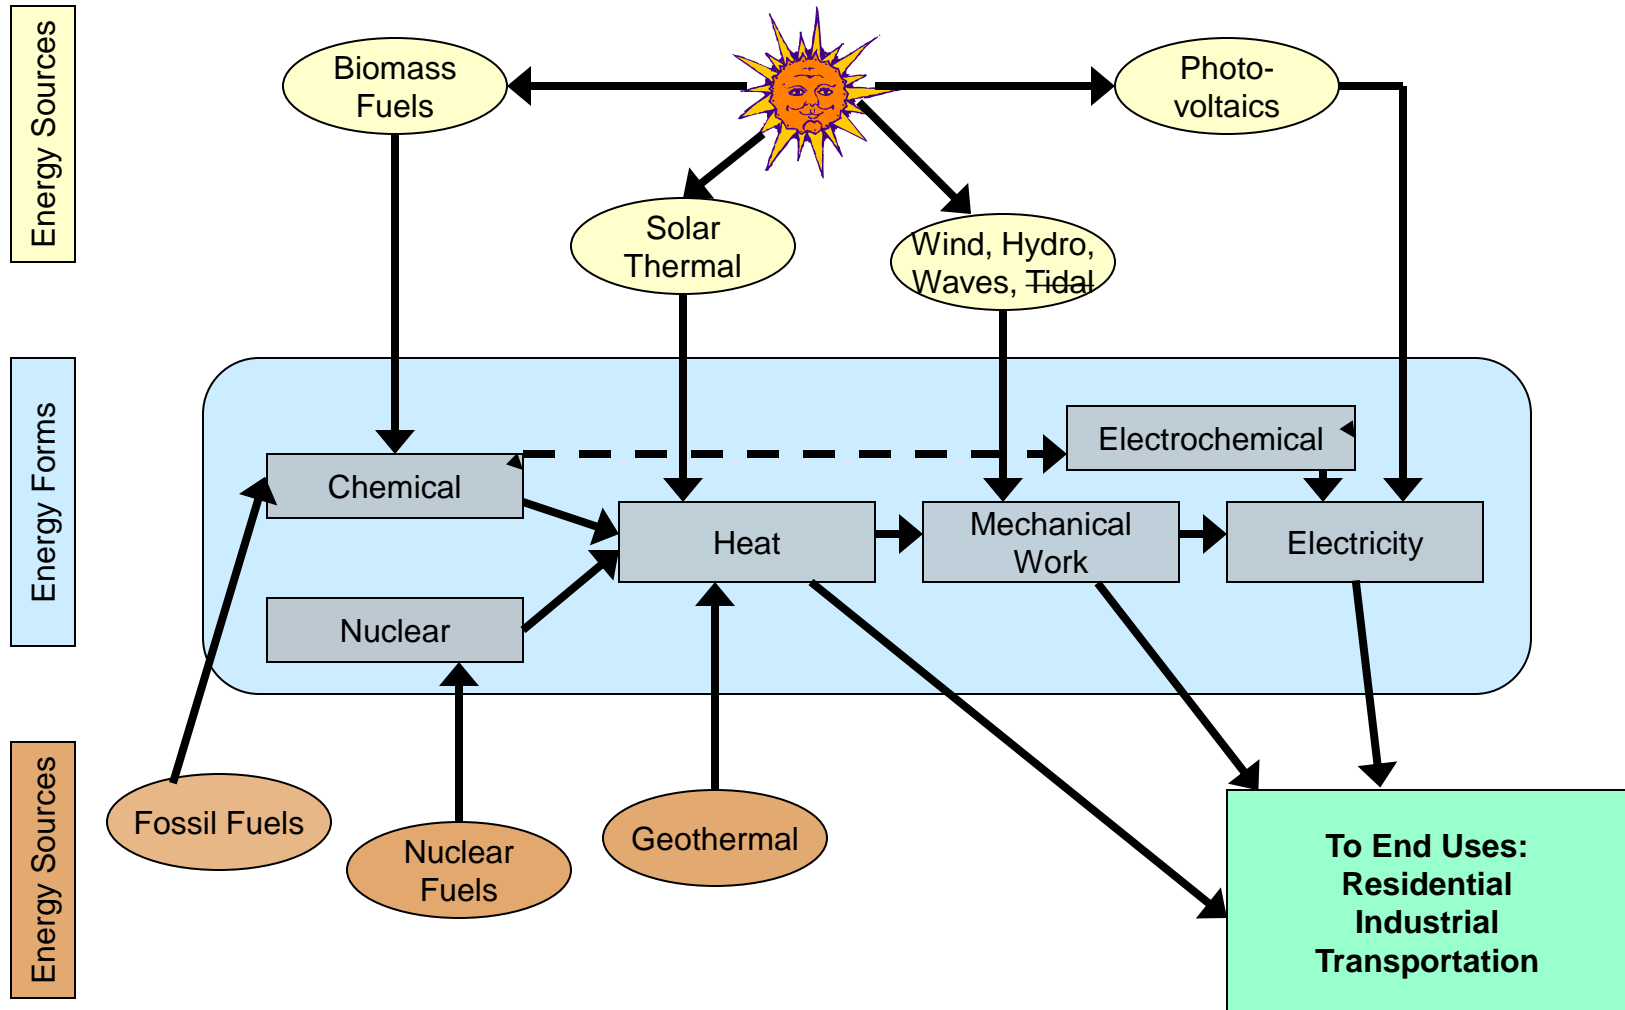 Energy Sources
Biomass
Fuels
Photo-
voltaics
Solar
Thermal
Wind, Hydro,
Waves, Tidal
Energy Forms
Electrochemical
Chemical
Heat
Mechanical
Work
Electricity
Nuclear
Energy Sources
Fossil Fuels
Nuclear
Fuels
Geothermal
To End Uses:
Residential
Industrial
Transportation